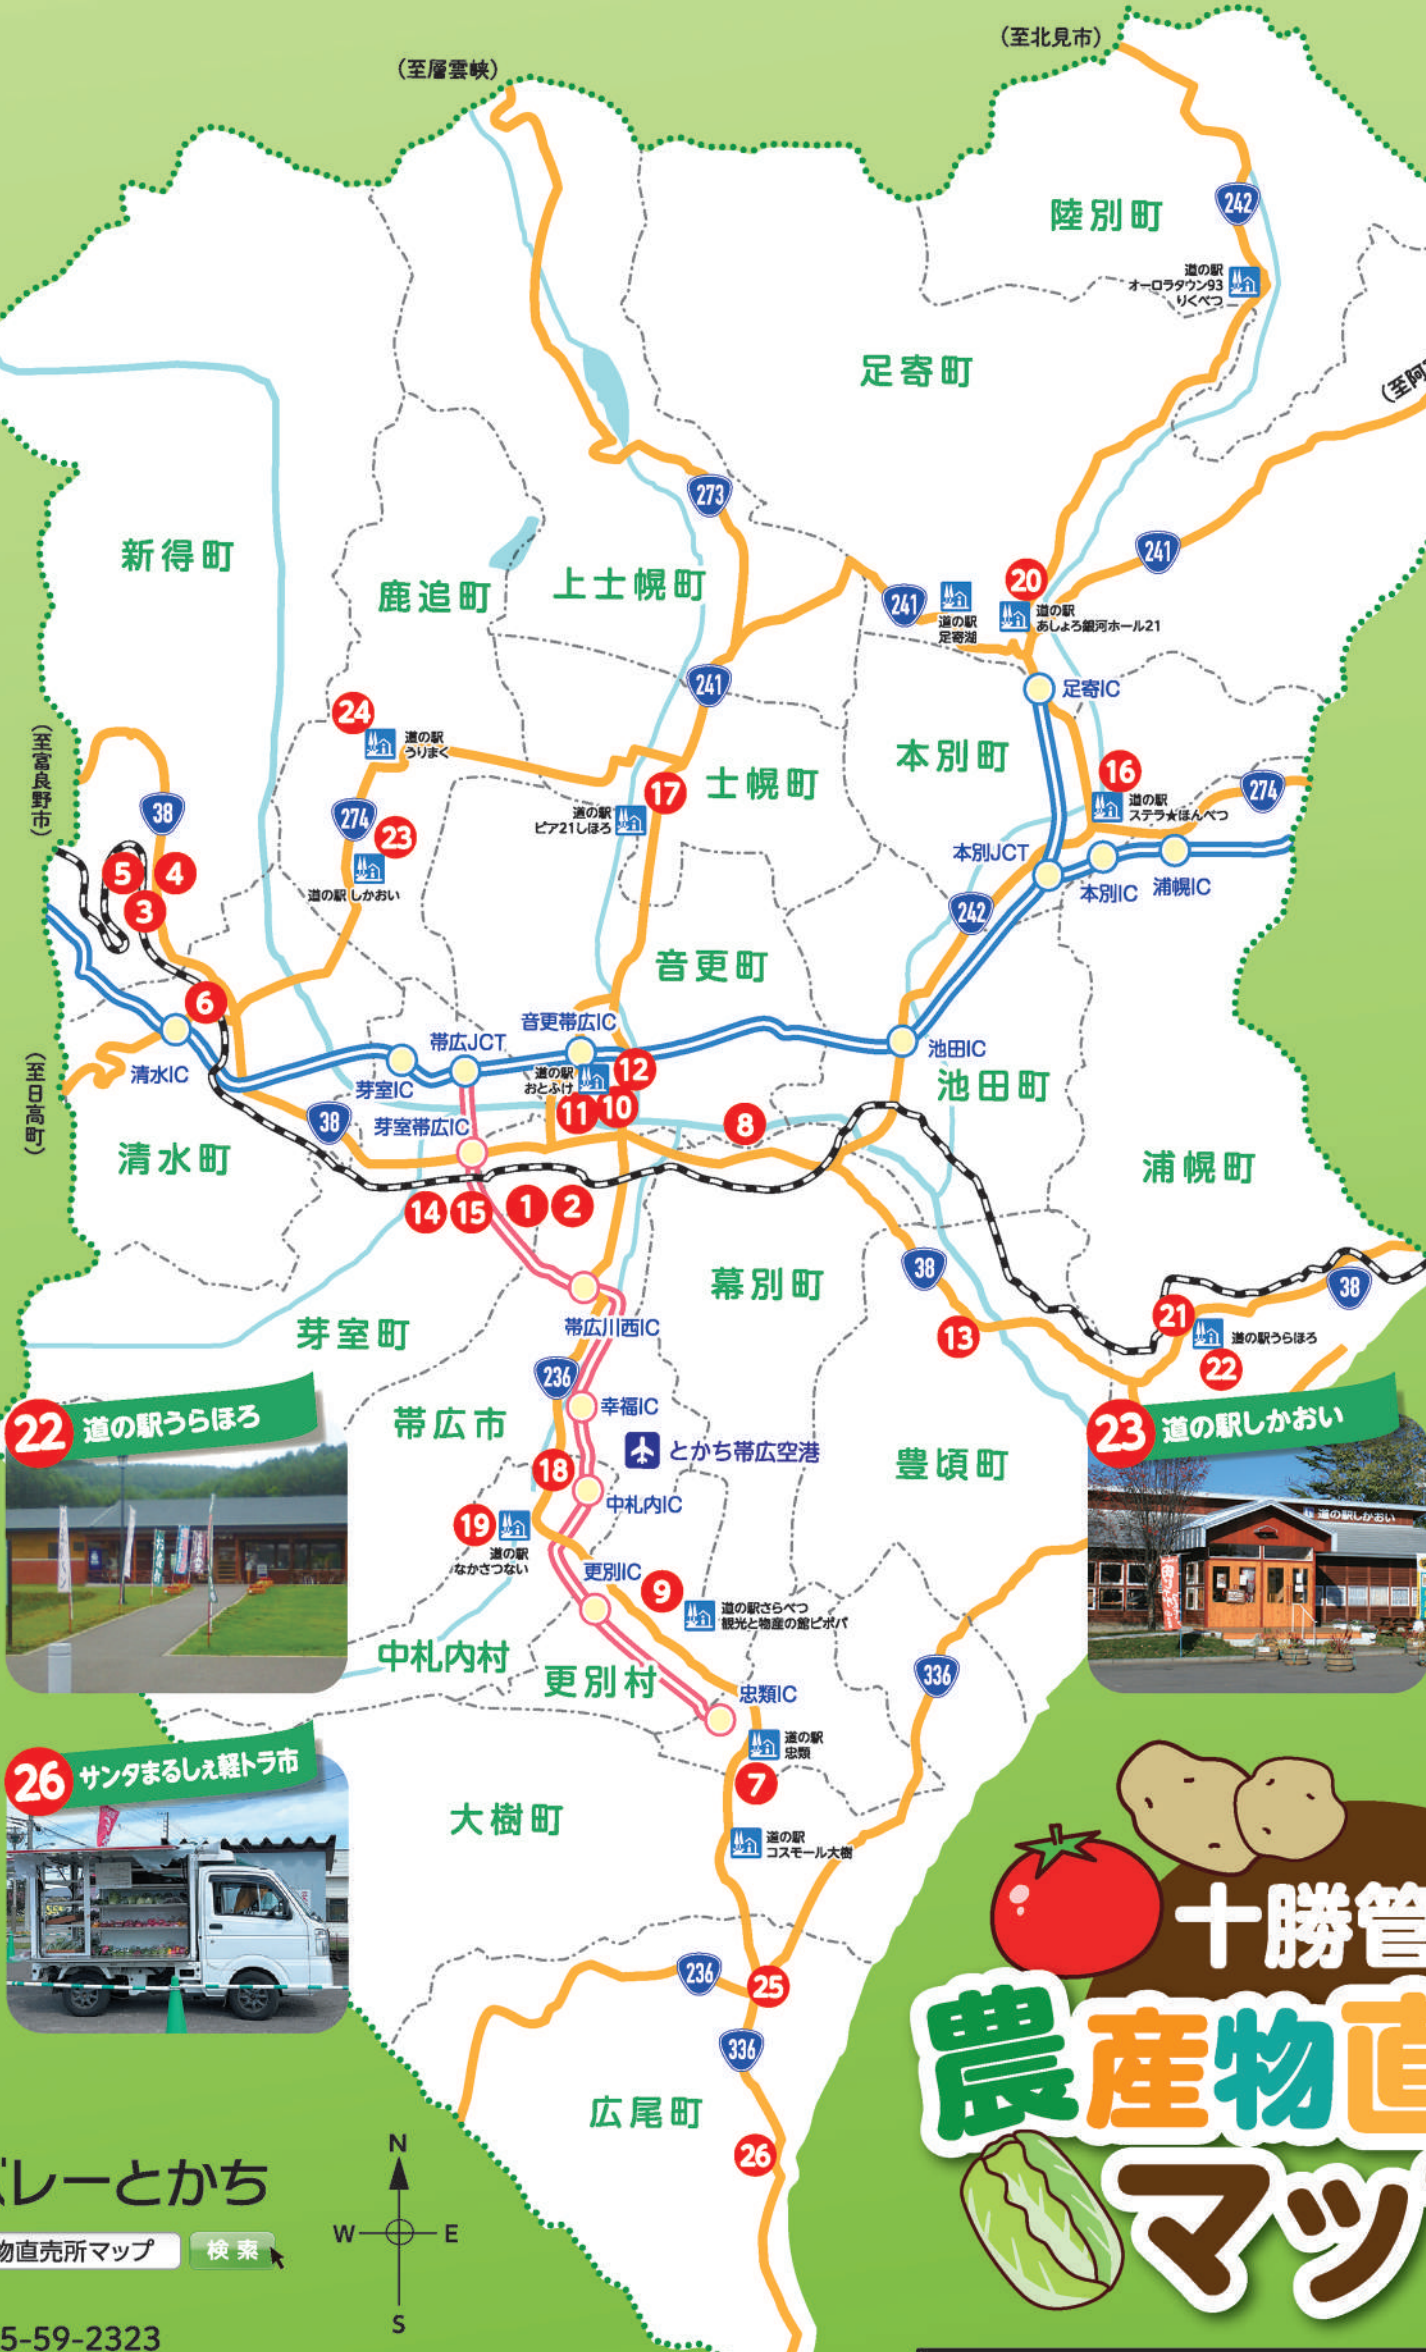 (至層雲峡)
(至北見市)
陸別町
242
道の駅
オーロラタウン93
りくべつ
足寄町
(至阿
273
新得町
鹿追町
上士幌町
241
20
241
道の駅
足寄湖
道の駅
あしょろ銀河ホール21
241
足寄IC
24
道の駅
うりまく
(至富良野市)
本別町
16
274
道の駅
ステラ★ほんべつ
士幌町
17
道の駅
ピア21しほろ
38
274
23
道の駅 しかおい
5
4
3
本別JCT
本別IC
浦幌IC
242
音更町
6
音更帯広IC
帯広JCT
池田IC
清水IC
芽室IC
道の駅
おとふけ
12
11
10
池田町
(至日高町)
38
芽室帯広IC
8
清水町
浦幌町
14
15
1
2
幕別町
38
38
芽室町
帯広川西IC
13
21
道の駅うらほろ
22
236
22 道の駅うらほろ
幸福IC
帯広市
とかち帯広空港
豊頃町
23 道の駅しかおい
道の駅しかおい
18
中札内IC
19
道の駅
なかさつない
更別IC
9
道の駅さらべつ
観光と物産の館ピポパ
中札内村
更別村
336
忠類IC
道の駅
忠類
7
26 サンタまるしぇ軽トラ市
大樹町
道の駅
コスモール大樹
236
25
336
広尾町
26
十勝管
農産物直
マッ
バレーとかち
物直売所マップ
検索
N
W
E
S
5-59-2323